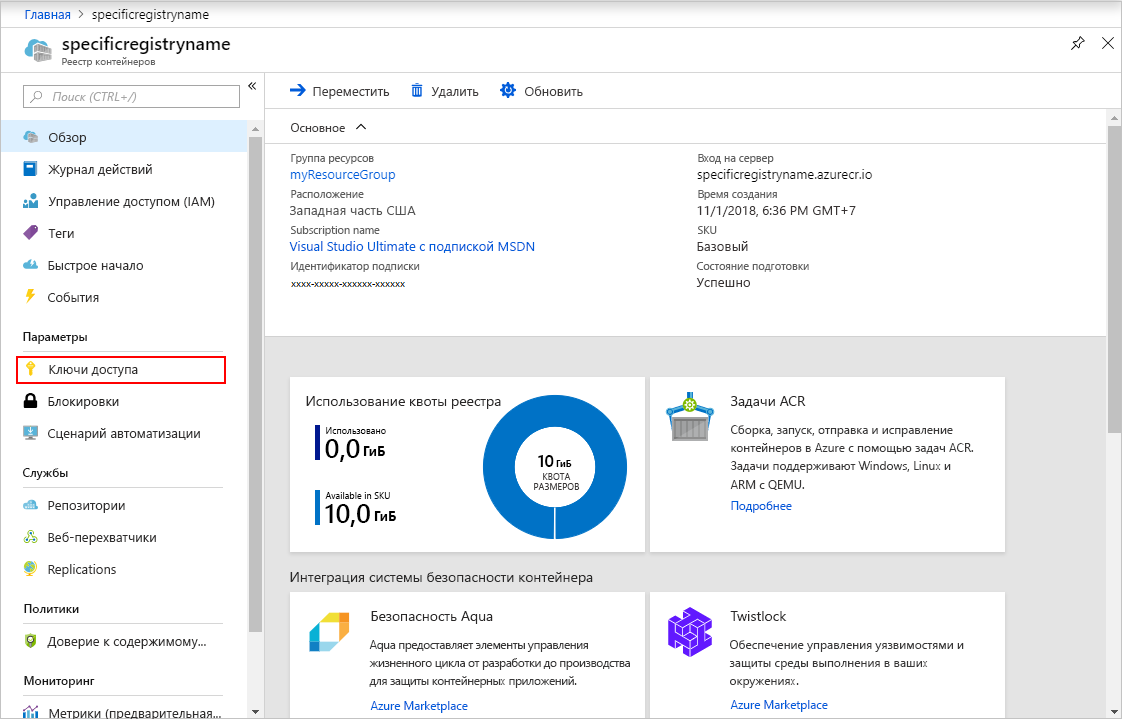 Главная > specificregistryname
specificregistryname
Реестр контейнеров
Поиск (CTRL+/)
«
Обзор
Журнал действий
Управление доступом (IAM)
Теги
Быстрое начало
События
Параметры
Ключи доступа
Блокировки
Сценарий автоматизации
Службы
Репозитории
Веб-перехватчики
Replications
Политики
Доверие к содержимому...
Мониторинг
Метрики (предварительная...
Переместить
Удалить
Обновить
Основное
Группа ресурсов
myResourceGroup
Расположение
Западная часть США
Subscription name
Visual Studio Ultimate с подпиской MSDN
Идентификатор подписки
xxxx-xxxxx-xxxxxx-xxxxxx
Вход на сервер
specificregistryname.azurecr.io
Время создания
11/1/2018, 6:36 PM GMT+7
SKU
Базовый
Состояние подготовки
Успешно
Использование квоты реестра
Использовано
0,0 ГиБ
Available in SKU
10,0 ГиБ
10 ГиБ
КВОТА
РАЗМЕРОВ
Задачи ACR
Сборка, запуск, отправка и исправление
контейнеров в Azure с помощью задач ACR.
Задачи поддерживают Windows, Linux и
ARM с QEMU.
Подробнее
Интеграция системы безопасности контейнера
Безопасность Aqua
Aqua предоставляет элементы управления
жизненного цикла от разработки до производства
для защиты контейнерных приложений.
Azure Marketplace
Twistlock
Обеспечение управления уязвимостями и
защиты среды выполнения в ваших
окружениях.
Azure Marketplace